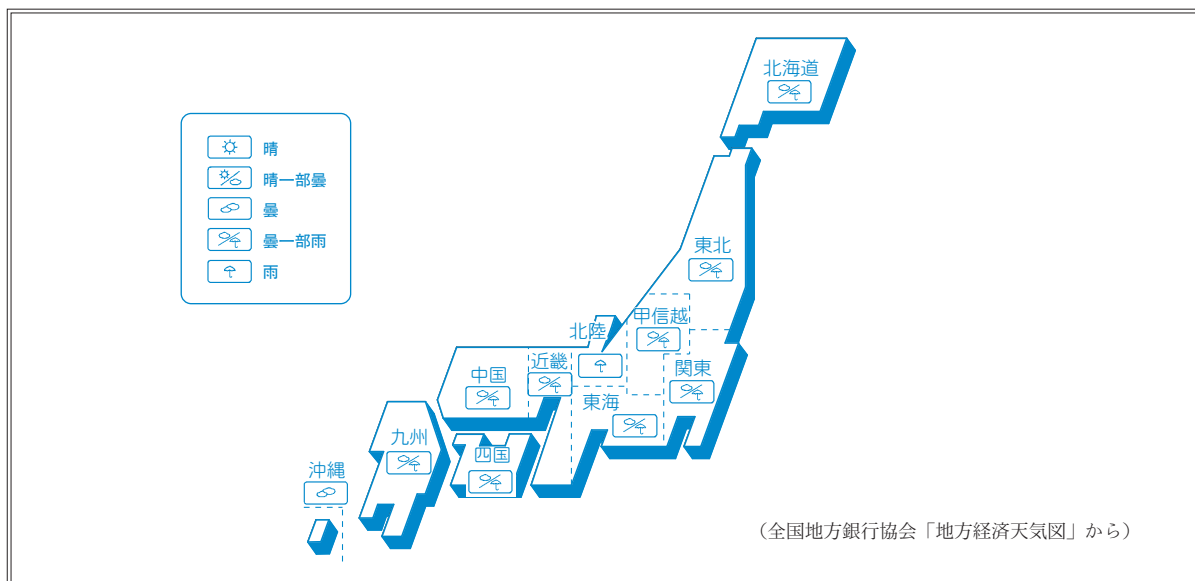 晴
晴一部曇
曇
曇一部雨
雨
北海道
東北
甲信越
北陸
関東
近畿
中国
東海
九州
四国
沖縄
（全国地方銀行協会「地方経済天気図」から）